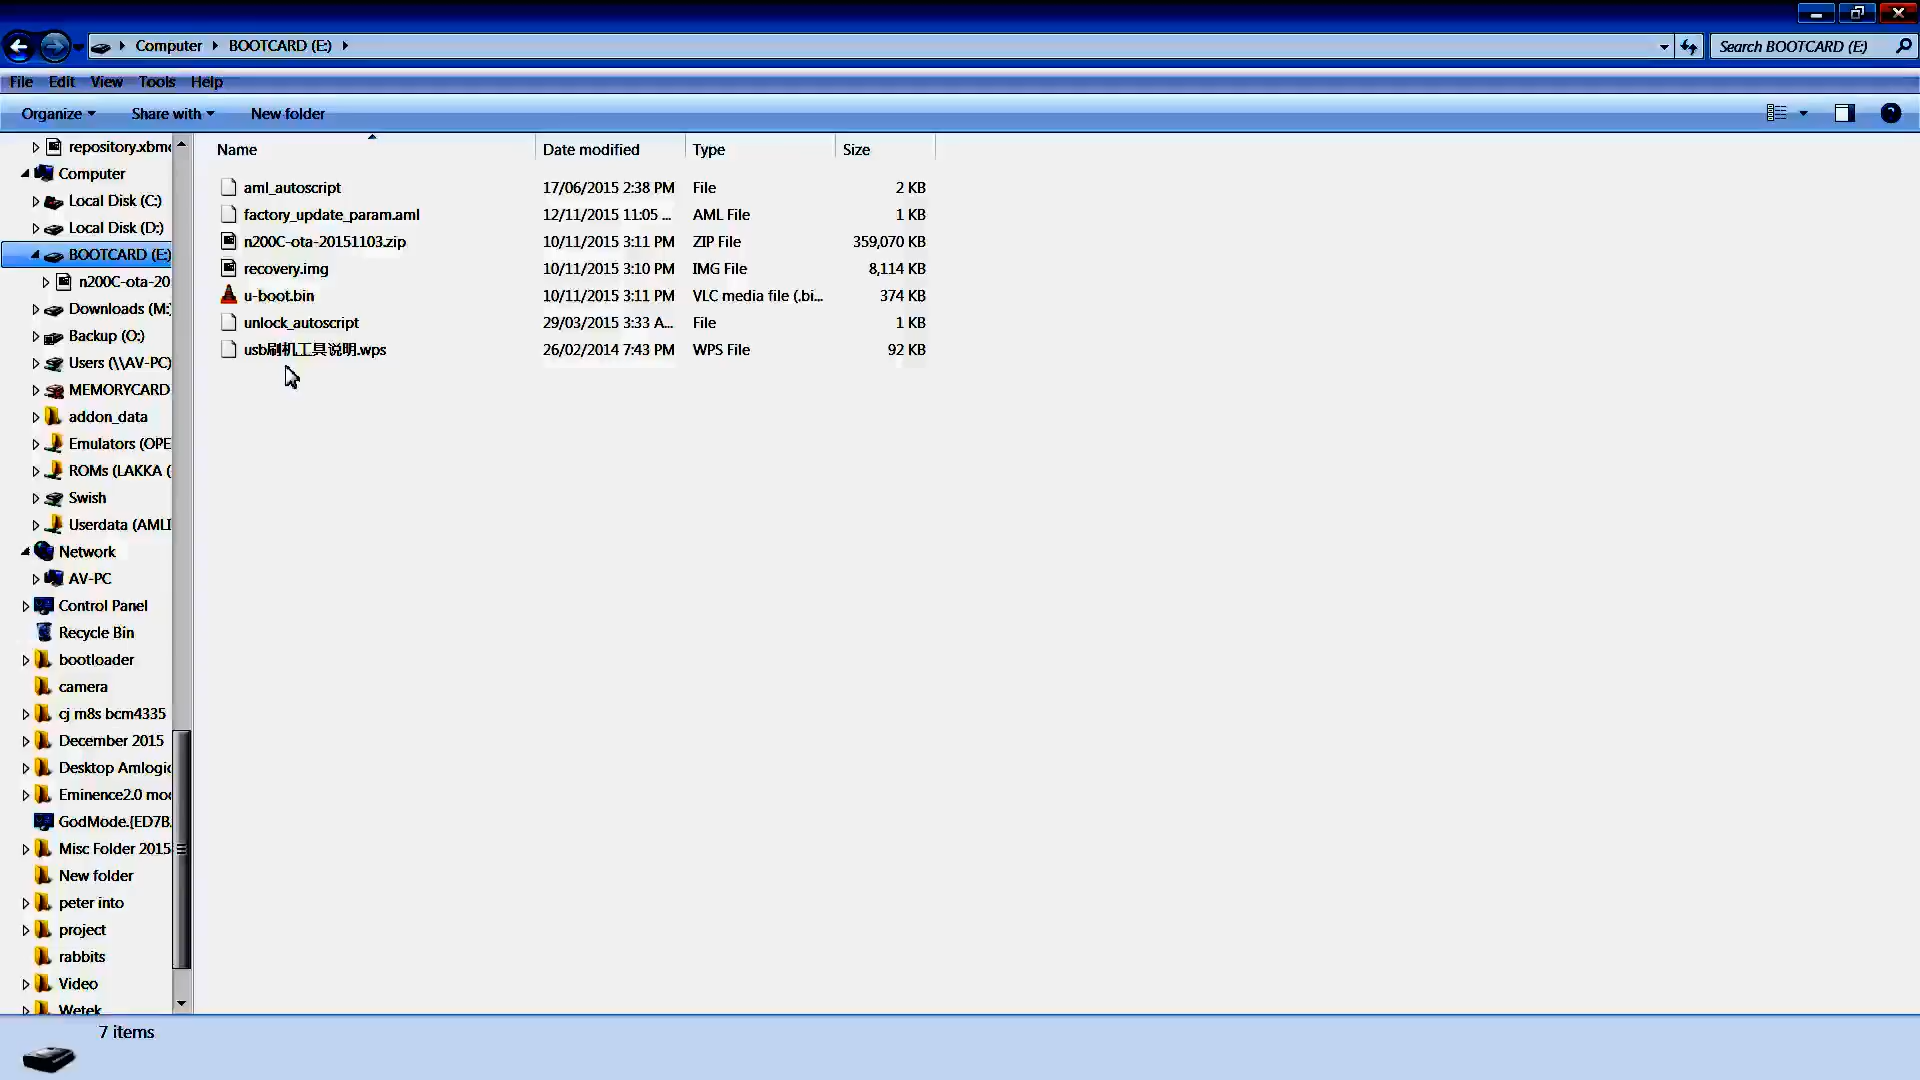 Computer BOOTCARD (E:)
Search BOOTCARD (E:)
File Edit View Tools Help
Organize Share with New folder
repository.xbm
Computer
Local Disk (C:)
Local Disk (D:)
BOOTCARD (E:)
n200C-ota-20
Downloads (M:)
Backup (O:)
Users (\\AV-PC)
MEMORYCARD
addon_data
Emulators (OPE
ROMs (LAKKA (
Swish
Userdata (AMLI
Network
AV-PC
Control Panel
Recycle Bin
bootloader
camera
cj m8s bcm4335
December 2015
Desktop Amlogic
Eminence2.0 mo
GodMode.{ED7B
Misc Folder 2015
New folder
peter into
project
rabbits
Video
Wetek
Name Date modified Type Size
aml_autoscript 17/06/2015 2:38 PM File 2 KB
factory_update_param.aml 12/11/2015 11:05 ... AML File 1 KB
n200C-ota-20151103.zip 10/11/2015 3:11 PM ZIP File 359,070 KB
recovery.img 10/11/2015 3:10 PM IMG File 8,114 KB
u-boot.bin 10/11/2015 3:11 PM VLC media file (.bi... 374 KB
unlock_autoscript 29/03/2015 3:33 A... File 1 KB
usb刷机工具说明.wps 26/02/2014 7:43 PM WPS File 92 KB
7 items